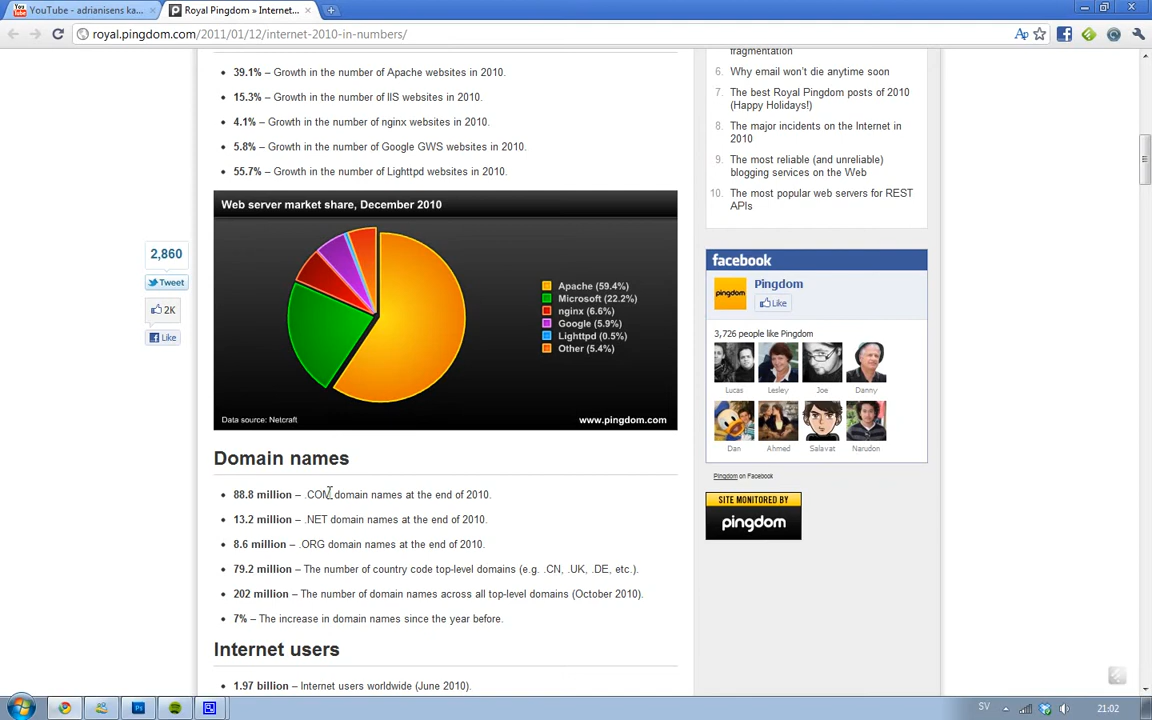 YouTube - adrianisens ka...
Royal Pingdom » Internet...
royal.pingdom.com/2011/01/12/internet-2010-in-numbers/
39.1% – Growth in the number of Apache websites in 2010.
15.3% – Growth in the number of IIS websites in 2010.
4.1% – Growth in the number of nginx websites in 2010.
5.8% – Growth in the number of Google GWS websites in 2010.
55.7% – Growth in the number of Lighttpd websites in 2010.
Web server market share, December 2010
Apache (59.4%)
Microsoft (22.2%)
nginx (6.6%)
Google (5.9%)
Lighttpd (0.5%)
Other (5.4%)
Data source: Netcraft
www.pingdom.com
2,860
Tweet
2K
Like
Domain names
88.8 million – .COM domain names at the end of 2010.
13.2 million – .NET domain names at the end of 2010.
8.6 million – .ORG domain names at the end of 2010.
79.2 million – The number of country code top-level domains (e.g. .CN, .UK, .DE, etc.).
202 million – The number of domain names across all top-level domains (October 2010).
7% – The increase in domain names since the year before.
Internet users
1.97 billion – Internet users worldwide (June 2010).
fragmentation
6. Why email won't die anytime soon
7. The best Royal Pingdom posts of 2010
(Happy Holidays!)
8. The major incidents on the Internet in
2010
9. The most reliable (and unreliable)
blogging services on the Web
10. The most popular web servers for REST
APIs
facebook
pingdom
Pingdom
Like
3,726 people like Pingdom
Lucas
Lesley
Joe
Danny
Dan
Ahmed
Salavat
Narudon
Pingdom on Facebook
SITE MONITORED BY
pingdom
SV
21:02